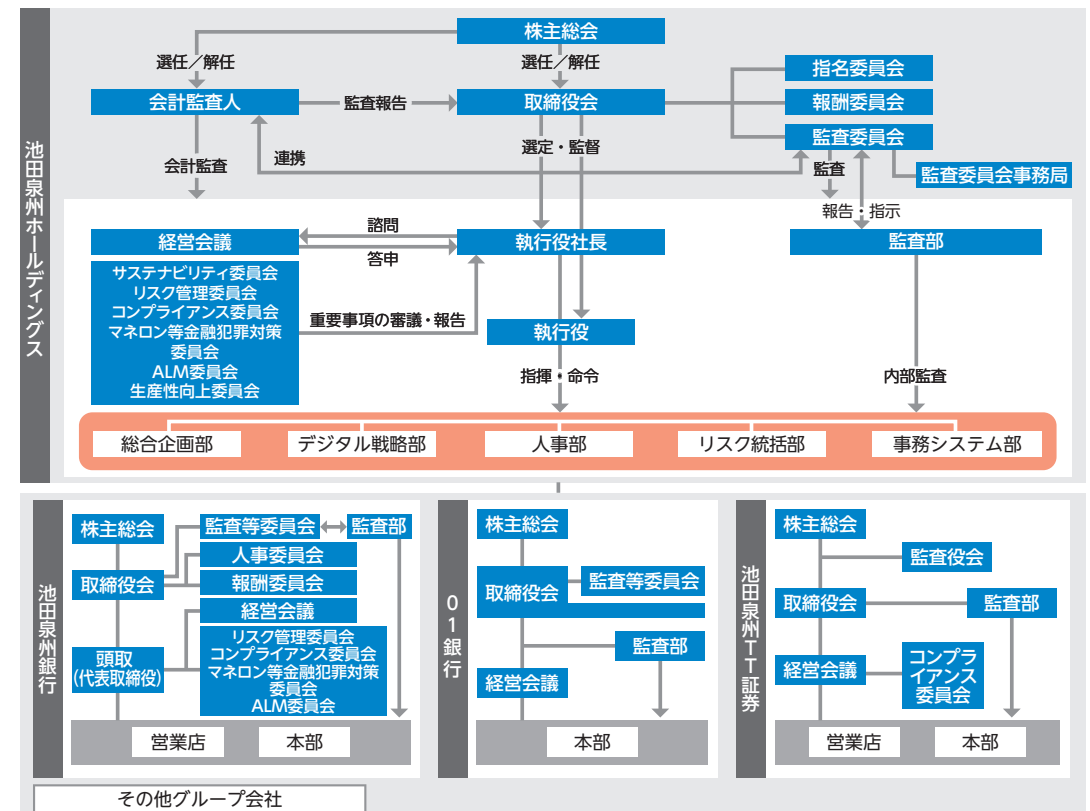 池田泉州ホールディングス
株主総会
選任／解任
選任／解任
会計監査人
監査報告
取締役会
指名委員会
報酬委員会
監査委員会
会計監査
連携
選定・監督
監査
監査委員会事務局
報告・指示
経営会議
諮問
答申
執行役社長
監査部
サステナビリティ委員会
リスク管理委員会
コンプライアンス委員会
マネロン等金融犯罪対策
委員会
ALM委員会
生産性向上委員会
重要事項の審議・報告
執行役
指揮・命令
内部監査
総合企画部
デジタル戦略部
人事部
リスク統括部
事務システム部
池田泉州銀行
株主総会
監査等委員会
監査部
人事委員会
取締役会
報酬委員会
経営会議
頭取
(代表取締役)
リスク管理委員会
コンプライアンス委員会
マネロン等金融犯罪対策
委員会
ALM委員会
営業店
本部
01銀行
株主総会
取締役会
監査等委員会
監査部
経営会議
本部
池田泉州TT証券
株主総会
監査役会
取締役会
監査部
経営会議
コンプラ
イアンス
委員会
営業店
本部
その他グループ会社